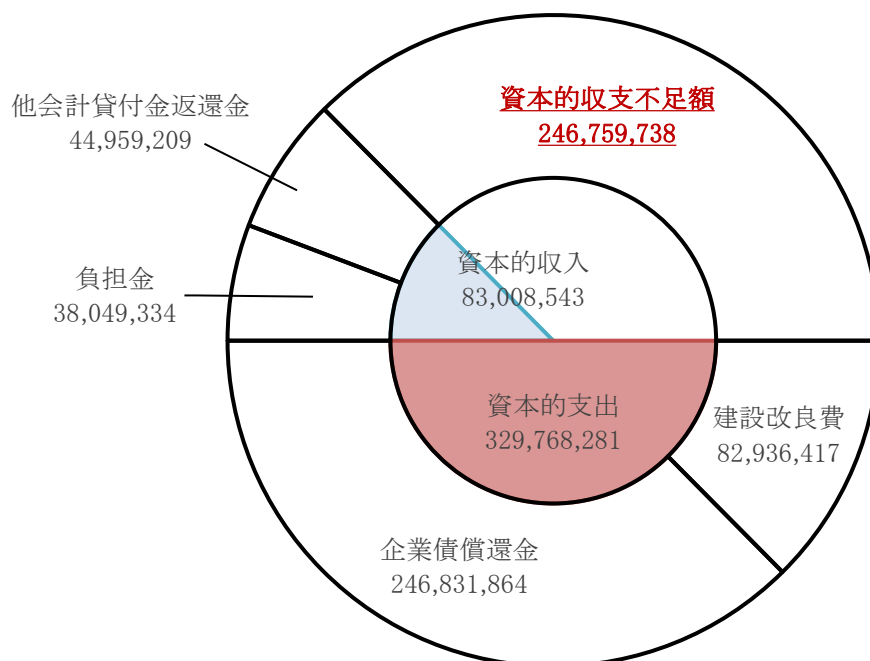 資本的収支不足額
246,759,738
他会計貸付金返還金
44,959,209
資本的収入
83,008,543
負担金
38,049,334
資本的支出
329,768,281
建設改良費
82,936,417
企業債償還金
246,831,864